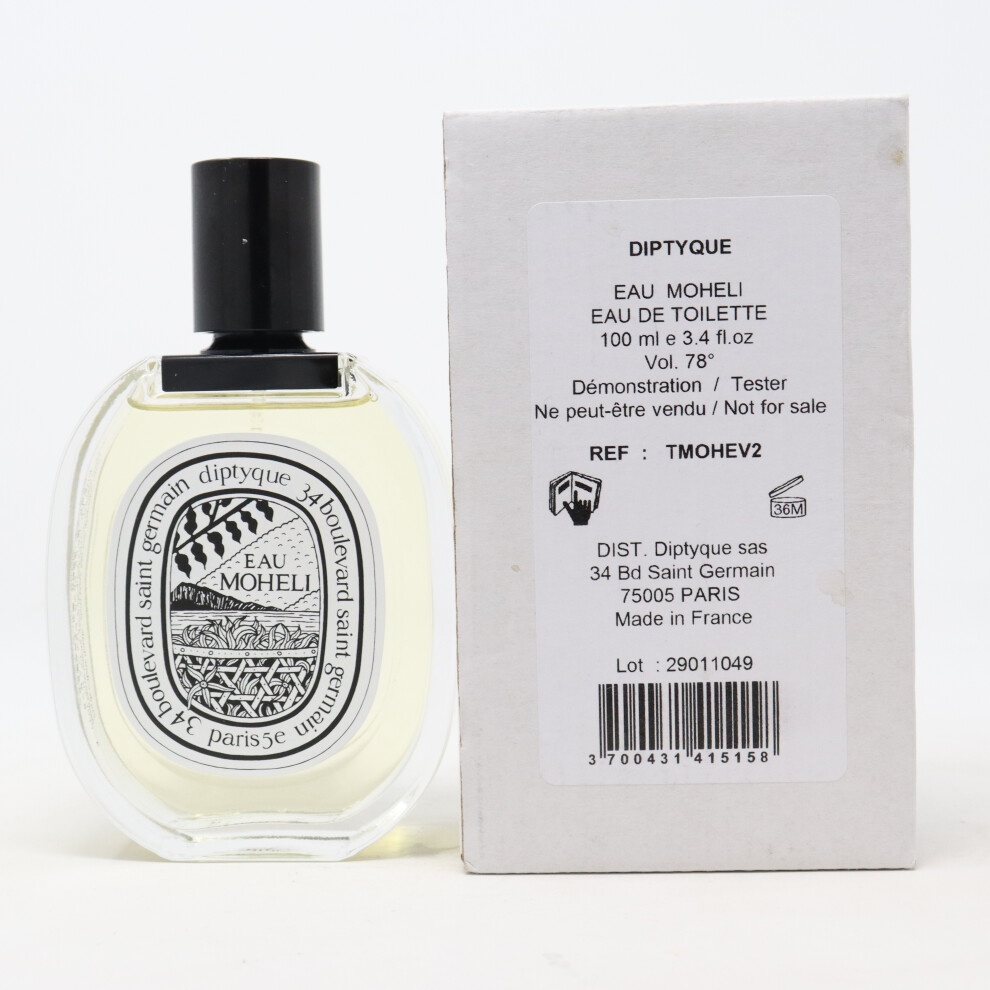 diptyque 34 boulevard saint germain paris5e 34 boulevard saint germain
EAU
MOHELI
DIPTYQUE
EAU MOHELI
EAU DE TOILETTE
100 ml e 3.4 fl.oz
Vol. 78°
Démonstration / Tester
Ne peut-être vendu / Not for sale
REF : TMOHEV2
36M
DIST. Diptyque sas
34 Bd Saint Germain
75005 PARIS
Made in France
Lot : 29011049
3 700431 415158